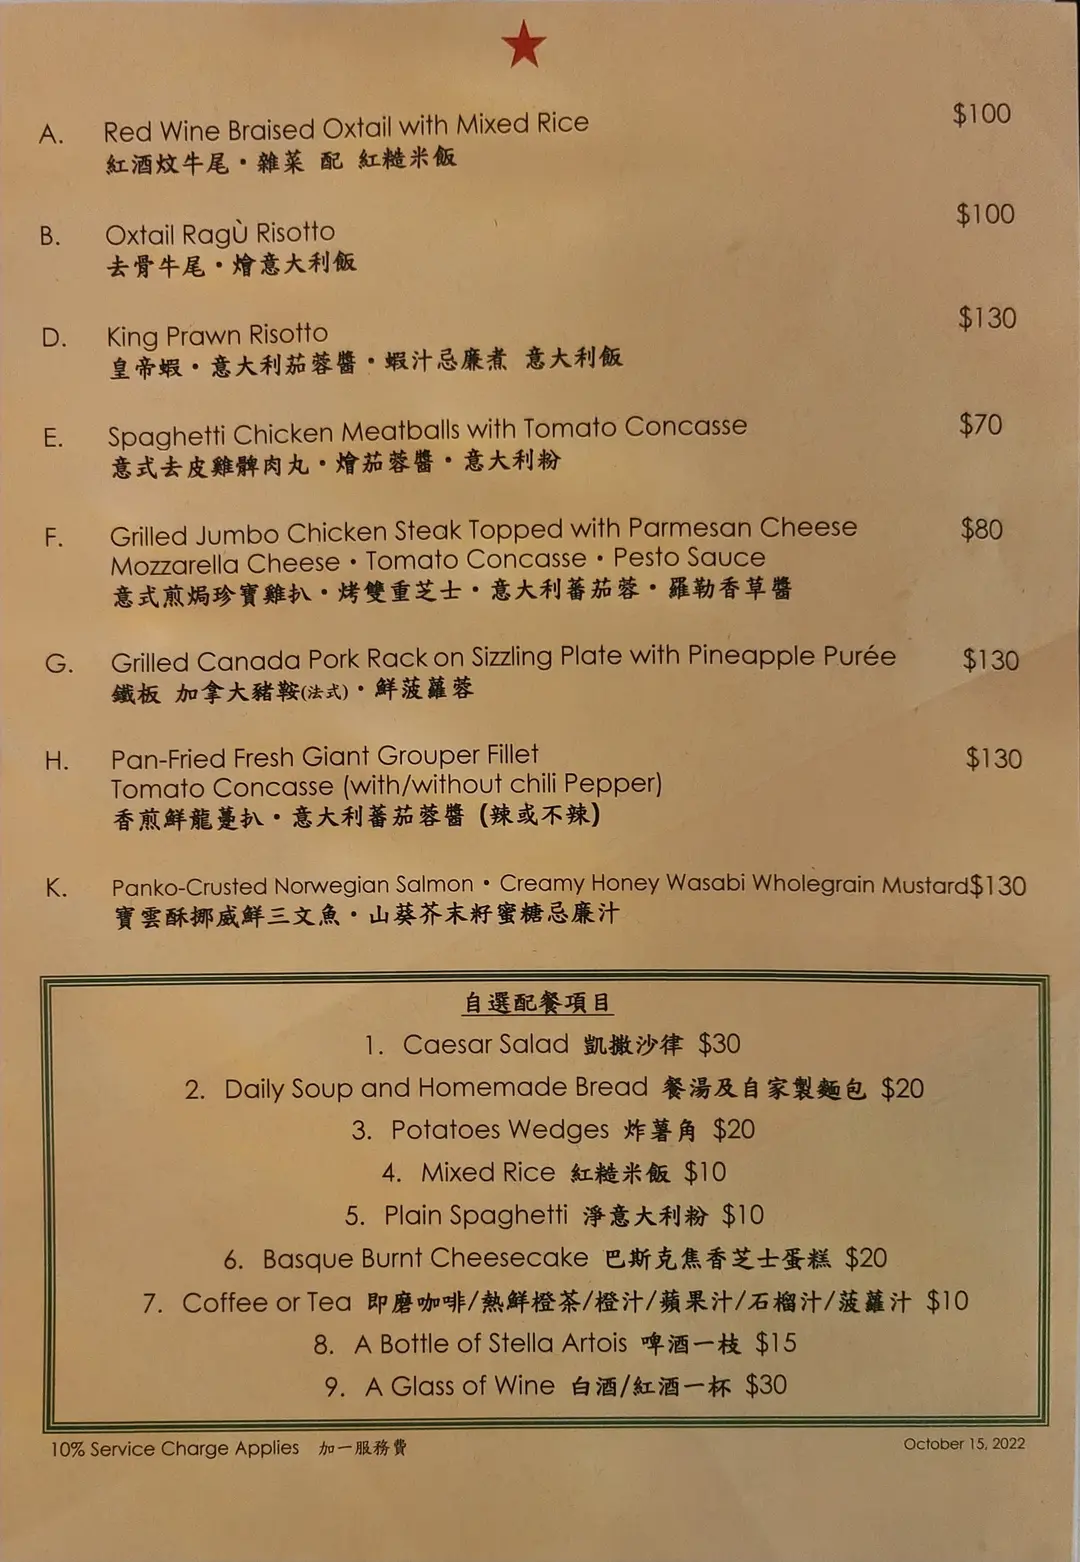 A. Red Wine Braised Oxtail with Mixed Rice $100
紅酒炆牛尾・雜菜 配 紅糙米飯
B. Oxtail RagÙ Risotto $100
去骨牛尾・燴意大利飯
D. King Prawn Risotto $130
皇帝蝦・意大利茄蓉醬・蝦汁忌廉煮 意大利飯
E. Spaghetti Chicken Meatballs with Tomato Concasse $70
意式去皮雞髀肉丸・燴茄蓉醬・意大利粉
F. Grilled Jumbo Chicken Steak Topped with Parmesan Cheese $80
Mozzarella Cheese • Tomato Concasse • Pesto Sauce
意式煎焗珍寶雞扒・烤雙重芝士・意大利蕃茄蓉・羅勒香草醬
G. Grilled Canada Pork Rack on Sizzling Plate with Pineapple Purée $130
鐵板 加拿大豬鞍(法式)・鮮菠蘿蓉
H. Pan-Fried Fresh Giant Grouper Fillet $130
Tomato Concasse (with/without chili Pepper)
香煎鮮龍躉扒・意大利蕃茄蓉醬 (辣或不辣)
K. Panko-Crusted Norwegian Salmon • Creamy Honey Wasabi Wholegrain Mustard$130
寶雲酥挪威鮮三文魚・山葵芥末籽蜜糖忌廉汁
自選配餐項目
1. Caesar Salad 凱撒沙律 $30
2. Daily Soup and Homemade Bread 餐湯及自家製麵包 $20
3. Potatoes Wedges 炸薯角 $20
4. Mixed Rice 紅糙米飯 $10
5. Plain Spaghetti 淨意大利粉 $10
6. Basque Burnt Cheesecake 巴斯克焦香芝士蛋糕 $20
7. Coffee or Tea 即磨咖啡/熱鮮橙茶/橙汁/蘋果汁/石榴汁/菠蘿汁 $10
8. A Bottle of Stella Artois 啤酒一枝 $15
9. A Glass of Wine 白酒/紅酒一杯 $30
10% Service Charge Applies 加一服務費
October 15, 2022